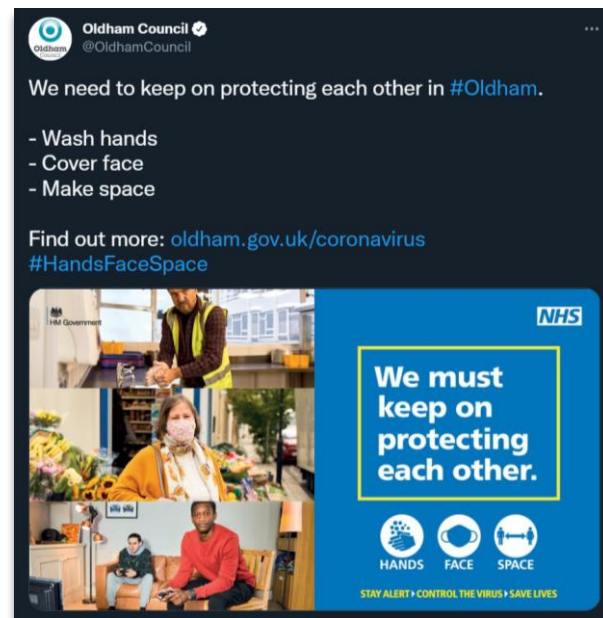 Oldham Council
@OldhamCouncil
Oldham
Council
We need to keep on protecting each other in #Oldham.
- Wash hands
- Cover face
- Make space
Find out more: oldham.gov.uk/coronavirus
#HandsFaceSpace
HM Government
NHS
We must
keep on
protecting
each other.
HANDS FACE SPACE
STAY ALERT CONTROL THE VIRUS SAVE LIVES